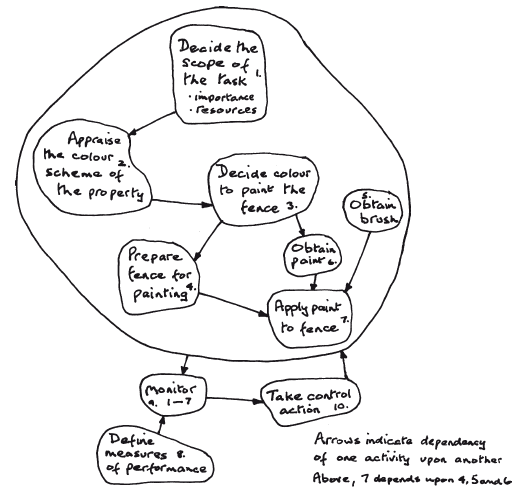 Decide the
scope of
the task 1.
· importance
· resources
Appraise
the colour 2.
scheme of
the property
Decide colour
to paint the
fence 3.
5.
Obtain
brush
Prepare
fence for
painting 4.
Obtain
paint 6.
Apply paint
to fence 7.
Monitor
9. 1-7
Take control
action 10.
Define
measures 8.
of performance
Arrows indicate dependency
of one activity upon another
Above, 7 depends upon 4, 5 and 6